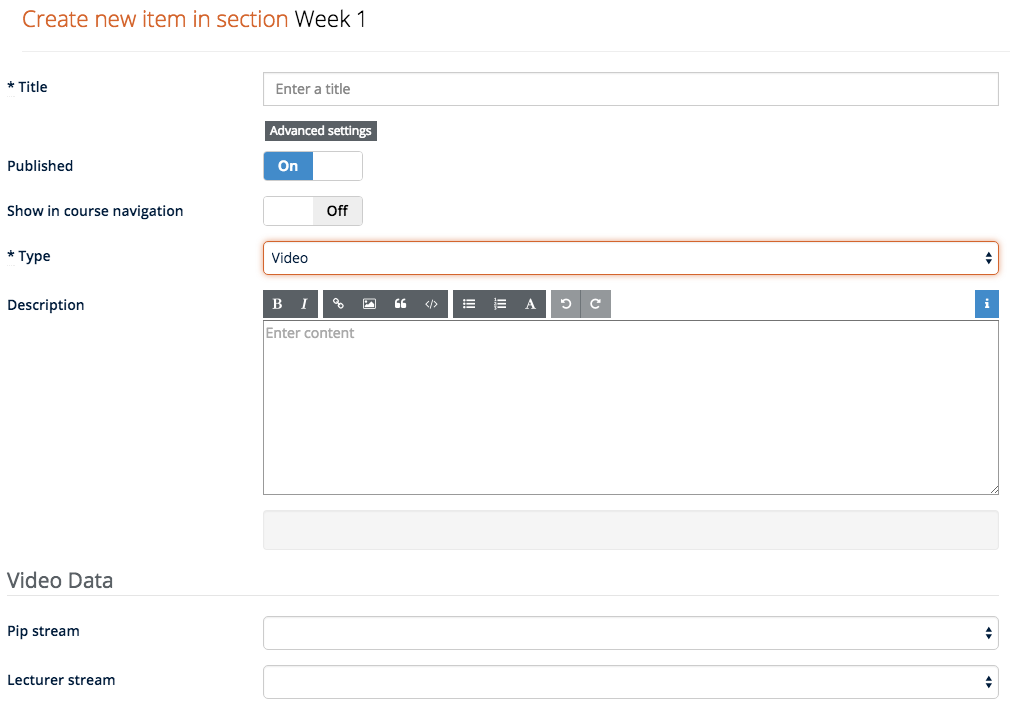 Create new item in section Week 1
* Title
Enter a title
Advanced settings
Published
On
Show in course navigation
Off
* Type
Video
Description
B I “ </> A i
Enter content
Video Data
Pip stream
Lecturer stream